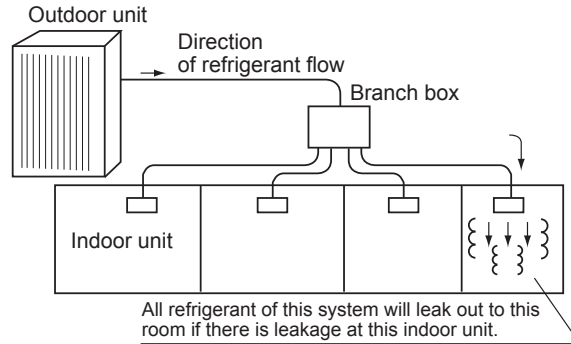 Outdoor unit
Direction
of refrigerant flow
Branch box
Indoor unit
All refrigerant of this system will leak out to this
room if there is leakage at this indoor unit.